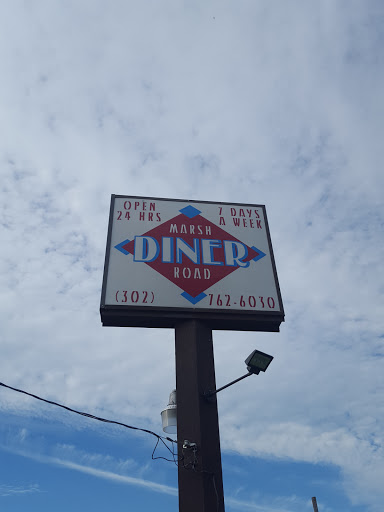 OPEN
24 HRS
7 DAYS
A WEEK
MARSH
DINER
ROAD
(302) 762-6030